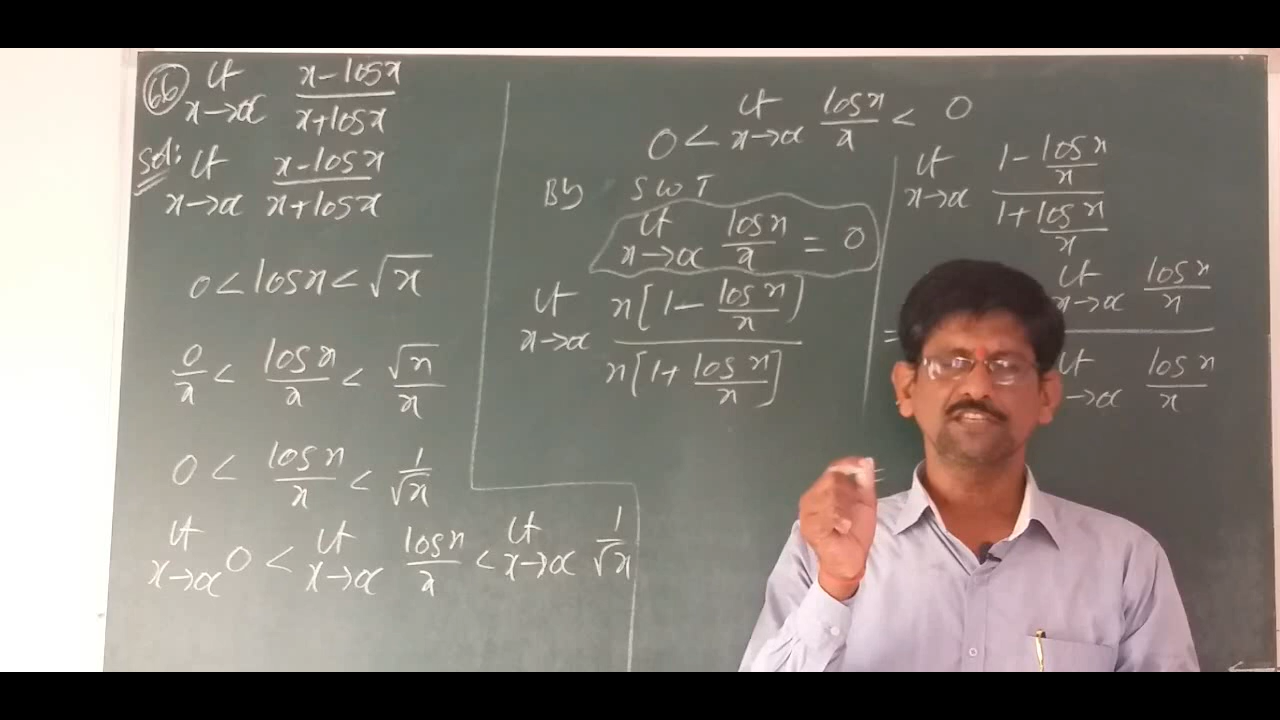 66 Lt x→∝ x-logx / x+logx
Sol: Lt x→∝ x-logx / x+logx
0 < logx < √x
0/x < logx/x < √x/x
0 < logx/x < 1/√x
Lt x→∝ 0 < Lt x→∝ logx/x < Lt x→∝ 1/√x
0 < Lt x→∝ logx/x < 0
By SWT
Lt x→∝ logx/x = 0
Lt x→∝ x[1- logx/x] / x[1+ logx/x]
Lt x→∝ 1- logx/x / 1+ logx/x
= Lt x→∝ logx/x / Lt x→∝ logx/x
=